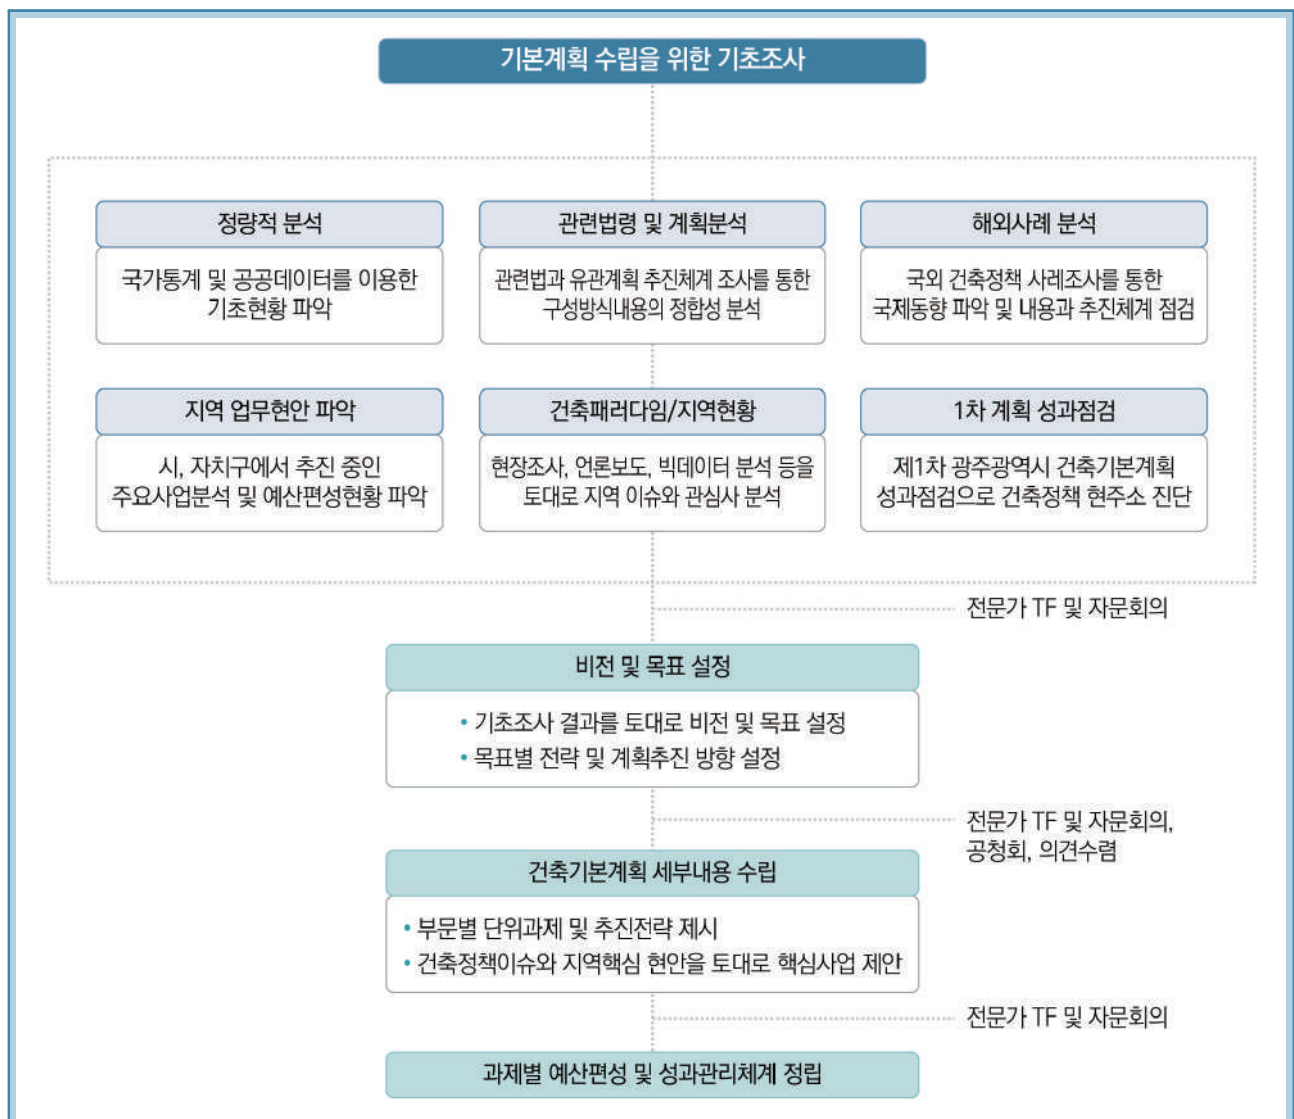 기본계획 수립을 위한 기초조사
정량적 분석
국가통계 및 공공데이터를 이용한
기초현황 파악
관련법령 및 계획분석
관련법과 유관계획 추진체계 조사를 통한
구성방식내용의 정합성 분석
해외사례 분석
국외 건축정책 사례조사를 통한
국제동향 파악 및 내용과 추진체계 점검
지역 업무현안 파악
시, 자치구에서 추진 중인
주요사업분석 및 예산편성현황 파악
건축패러다임/지역현황
현장조사, 언론보도, 빅데이터 분석 등을
토대로 지역 이슈와 관심사 분석
1차 계획 성과점검
제1차 광주광역시 건축기본계획
성과점검으로 건축정책 현주소 진단
전문가 TF 및 자문회의
비전 및 목표 설정
• 기초조사 결과를 토대로 비전 및 목표 설정
• 목표별 전략 및 계획추진 방향 설정
전문가 TF 및 자문회의,
공청회, 의견수렴
건축기본계획 세부내용 수립
• 부문별 단위과제 및 추진전략 제시
• 건축정책이슈와 지역핵심 현안을 토대로 핵심사업 제안
전문가 TF 및 자문회의
과제별 예산편성 및 성과관리체계 정립